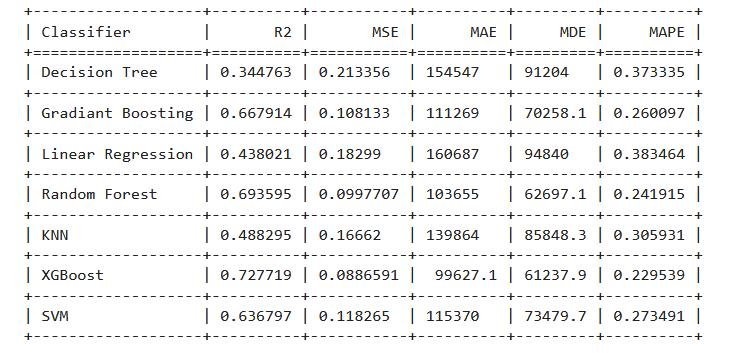 +-------------------+----------+-----------+----------+---------+----------+
| Classifier        |       R2 |       MSE |      MAE |     MDE |     MAPE |
+===================+==========+===========+==========+=========+==========+
| Decision Tree     | 0.344763 | 0.213356  | 154547   | 91204   | 0.373335 |
+-------------------+----------+-----------+----------+---------+----------+
| Gradiant Boosting | 0.667914 | 0.108133  | 111269   | 70258.1 | 0.260097 |
+-------------------+----------+-----------+----------+---------+----------+
| Linear Regression | 0.438021 | 0.18299   | 160687   | 94840   | 0.383464 |
+-------------------+----------+-----------+----------+---------+----------+
| Random Forest     | 0.693595 | 0.0997707 | 103655   | 62697.1 | 0.241915 |
+-------------------+----------+-----------+----------+---------+----------+
| KNN               | 0.488295 | 0.16662   | 139864   | 85848.3 | 0.305931 |
+-------------------+----------+-----------+----------+---------+----------+
| XGBoost           | 0.727719 | 0.0886591 |  99627.1 | 61237.9 | 0.229539 |
+-------------------+----------+-----------+----------+---------+----------+
| SVM               | 0.636797 | 0.118265  | 115370   | 73479.7 | 0.273491 |
+-------------------+----------+-----------+----------+---------+----------+